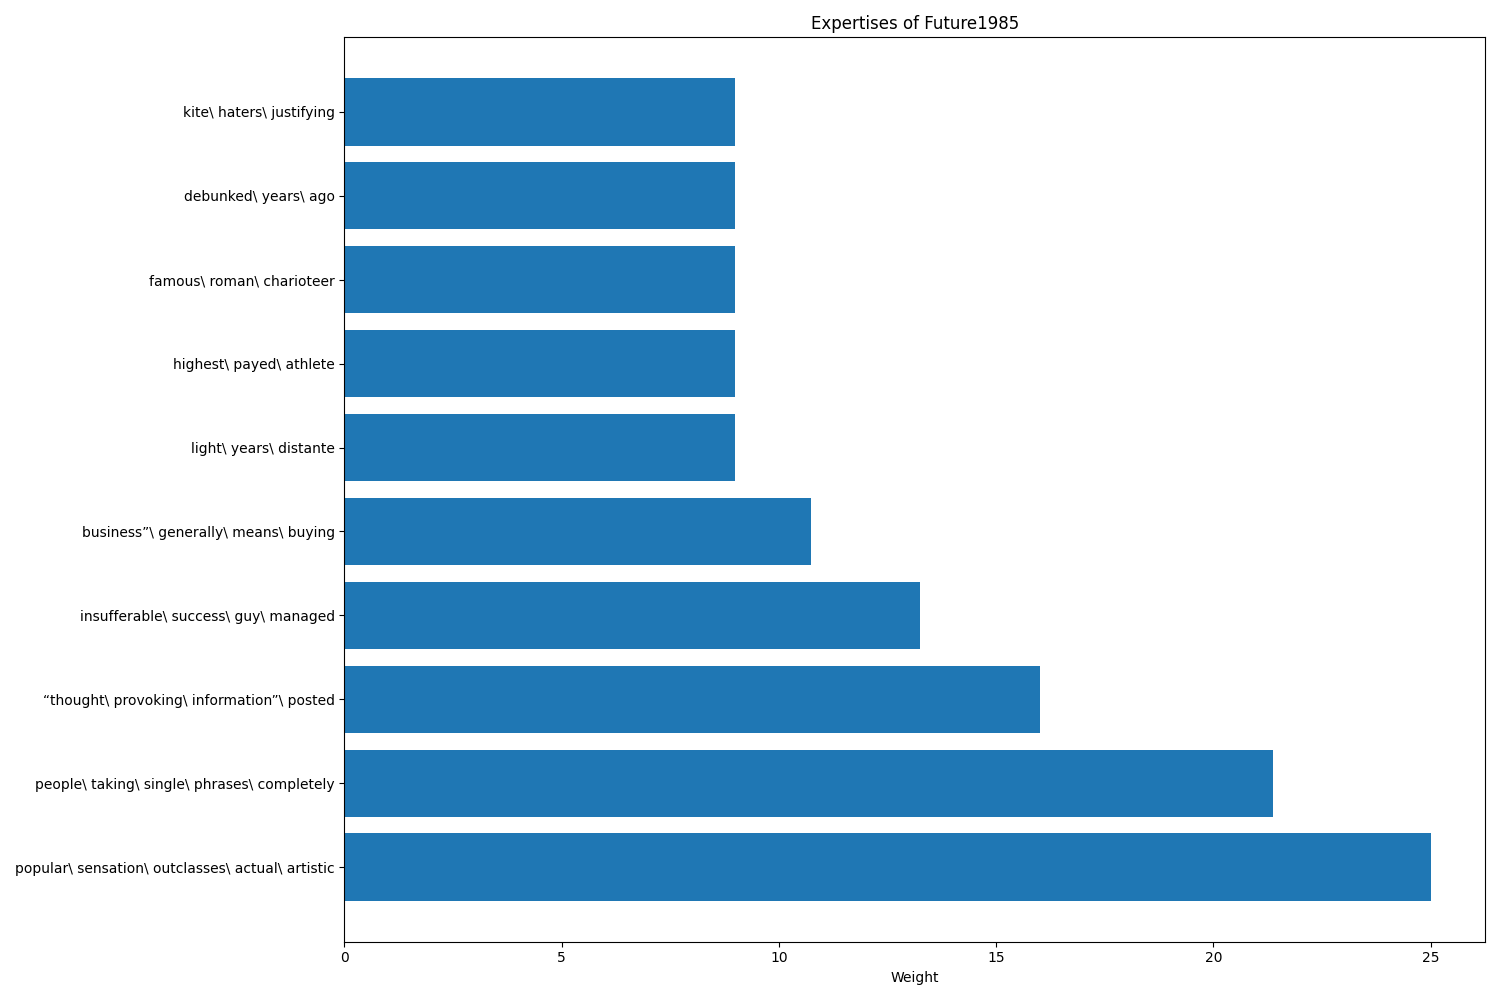 Expertises of Future1985
kite\ haters\ justifying
debunked\ years\ ago
famous\ roman\ charioteer
highest\ payed\ athlete
light\ years\ distante
business”\ generally\ means\ buying
insufferable\ success\ guy\ managed
“thought\ provoking\ information”\ posted
people\ taking\ single\ phrases\ completely
popular\ sensation\ outclasses\ actual\ artistic
0 5 10 15 20 25
Weight